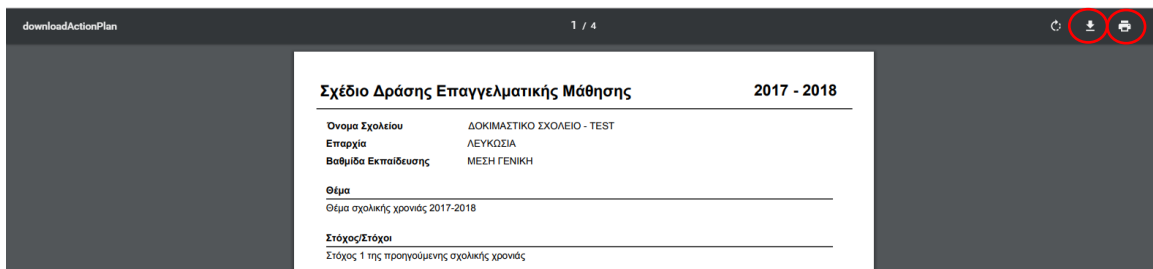 downloadActionPlan 1 / 4
Σχέδιο Δράσης Επαγγελματικής Μάθησης 2017 - 2018
Όνομα Σχολείου ΔΟΚΙΜΑΣΤΙΚΟ ΣΧΟΛΕΙΟ - TEST
Επαρχία ΛΕΥΚΩΣΙΑ
Βαθμίδα Εκπαίδευσης ΜΕΣΗ ΓΕΝΙΚΗ
Θέμα
Θέμα σχολικής χρονιάς 2017-2018
Στόχος/Στόχοι
Στόχος 1 της προηγούμενης σχολικής χρονιάς